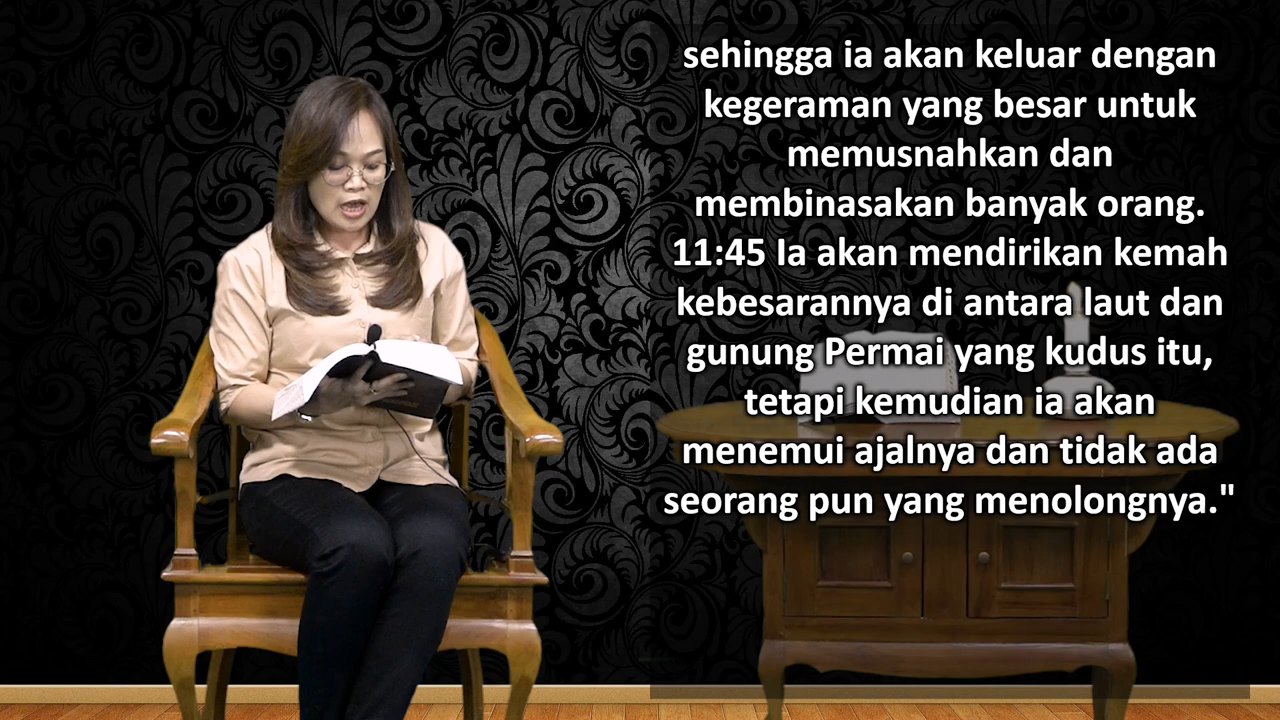 sehingga ia akan keluar dengan
kegeraman yang besar untuk
memusnahkan dan
membinasakan banyak orang.
11:45 Ia akan mendirikan kemah
kebesarannya di antara laut dan
gunung Permai yang kudus itu,
tetapi kemudian ia akan
menemui ajalnya dan tidak ada
seorang pun yang menolongnya."